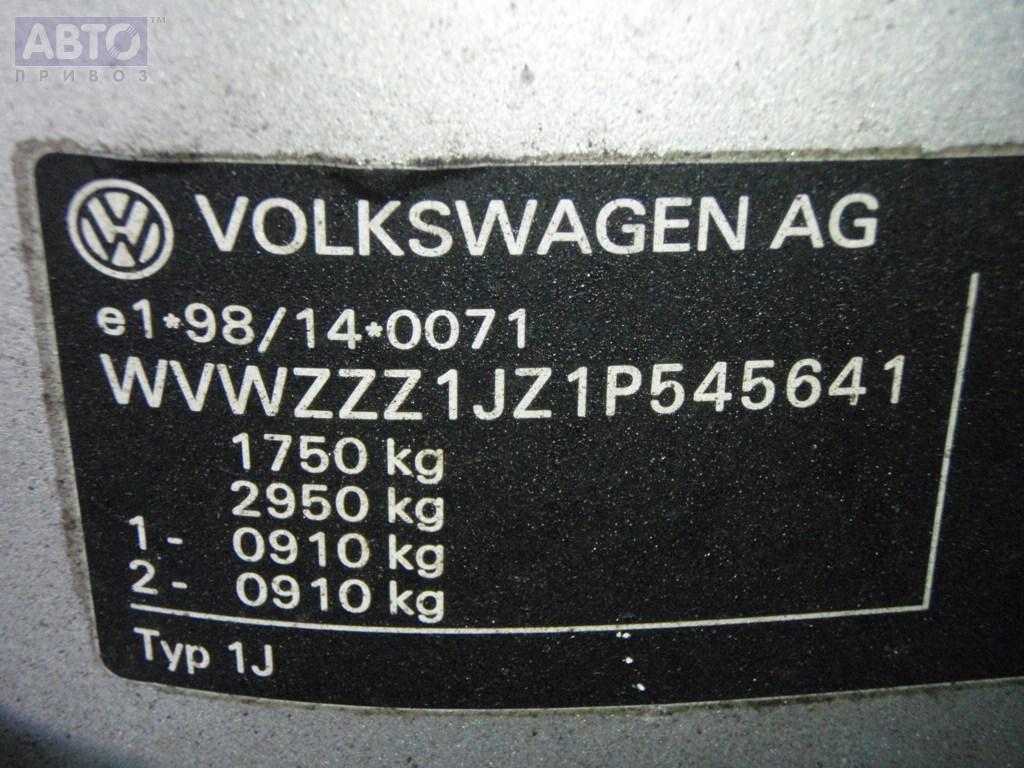 АВТО™
ПРИВОЗ
VOLKSWAGEN AG
e1*98/14*0071
WVWZZZ1JZ1P545641
1750 kg
2950 kg
1- 0910 kg
2- 0910 kg
Typ 1J